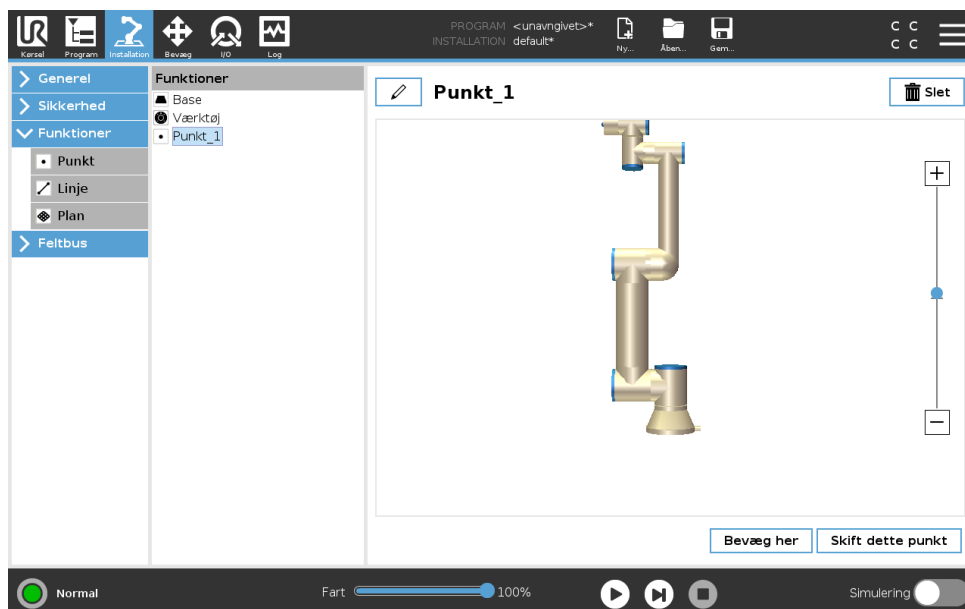 PROGRAM <unavngivet>*
INSTALLATION default*
UR
Kørsel Program Installation Bevæg I/O Log
Ny... Åben... Gem...
C C
C C
Generel
Sikkerhed
Funktioner
Punkt
Linje
Plan
Feltbus
Funktioner
Base
Værktøj
Punkt_1
Punkt_1
Slet
Bevæg her
Skift dette punkt
Normal
Fart
100%
Simulering